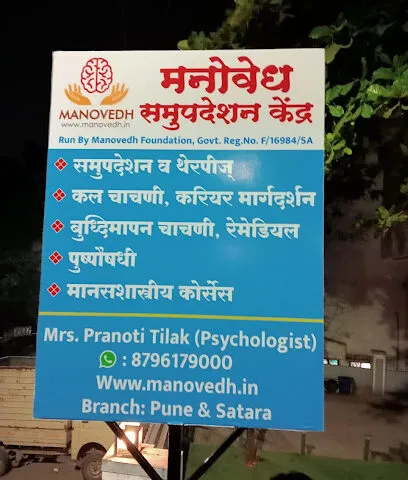 मनोवेध
MANOVEDH
www.manovedh.in
समुपदेशन केंद्र
Run By Manovedh Foundation, Govt. Reg.No. F/16984/SA
❖ समुपदेशन व थेरपीज्
❖ कल चाचणी, करियर मार्गदर्शन
❖ बुध्दिमापन चाचणी, रेमेडियल
❖ पुष्पौषधी
❖ मानसशास्त्रीय कोर्सेस
Mrs. Pranoti Tilak (Psychologist)
: 8796179000
Www.manovedh.in
Branch: Pune & Satara